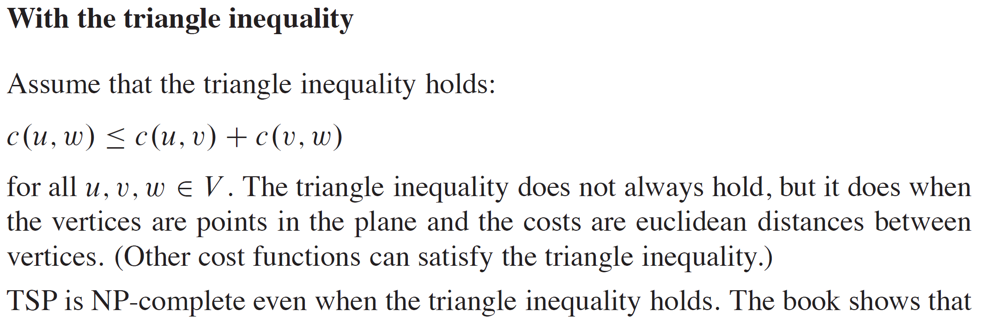 With the triangle inequality
Assume that the triangle inequality holds:
c(u, w) ≤ c(u, v) + c(v, w)
for all u, v, w ∈ V. The triangle inequality does not always hold, but it does when
the vertices are points in the plane and the costs are euclidean distances between
vertices. (Other cost functions can satisfy the triangle inequality.)
TSP is NP-complete even when the triangle inequality holds. The book shows that